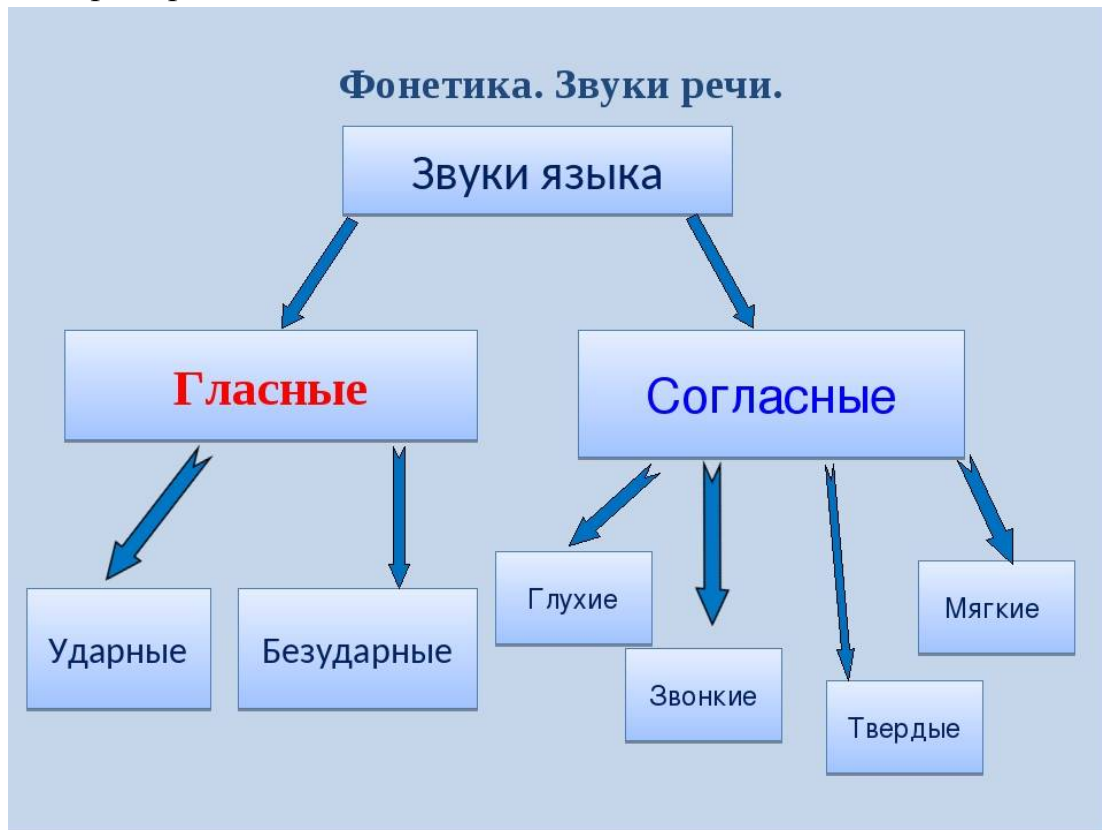 Фонетика. Звуки речи.
Звуки языка
Гласные
Согласные
Ударные
Безударные
Глухие
Звонкие
Твердые
Мягкие